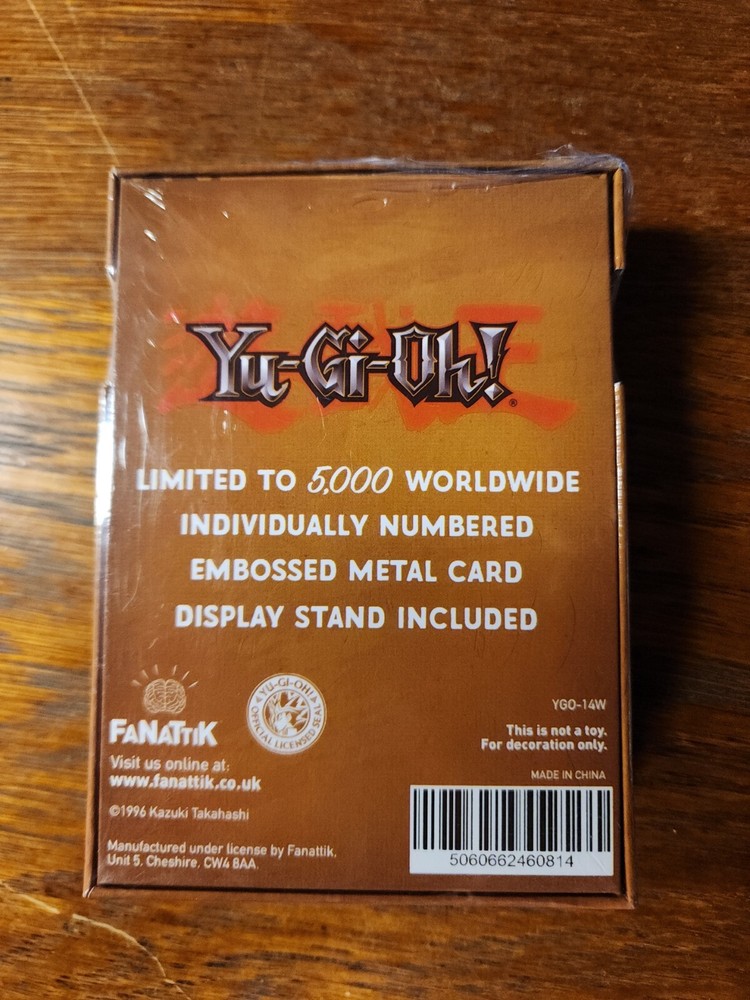 Yu-Gi-Oh!®
LIMITED TO 5,000 WORLDWIDE
INDIVIDUALLY NUMBERED
EMBOSSED METAL CARD
DISPLAY STAND INCLUDED
FANATTIK
YU-GI-OH!
OFFICIAL LICENSED SEAL
Visit us online at:
www.fanattik.co.uk
©1996 Kazuki Takahashi
Manufactured under license by Fanattik,
Unit 5, Cheshire, CW4 8AA.
YGO-14W
This is not a toy.
For decoration only.
MADE IN CHINA
5060662460814